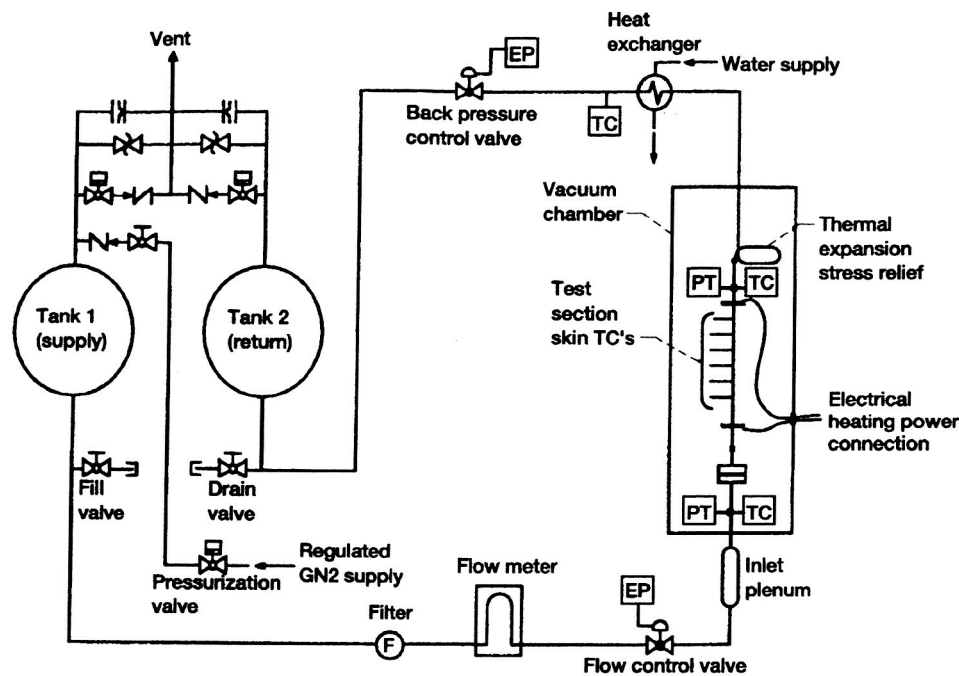 Vent
EP
Heat
exchanger
Water supply
Back pressure
control valve
TC
Vacuum
chamber
Thermal
expansion
stress relief
PT
TC
Tank 1
(supply)
Tank 2
(return)
Test
section
skin TC's
Electrical
heating power
connection
Fill
valve
Drain
valve
PT
TC
Regulated
GN2 supply
Pressurization
valve
Flow meter
Inlet
plenum
Filter
F
EP
Flow control valve